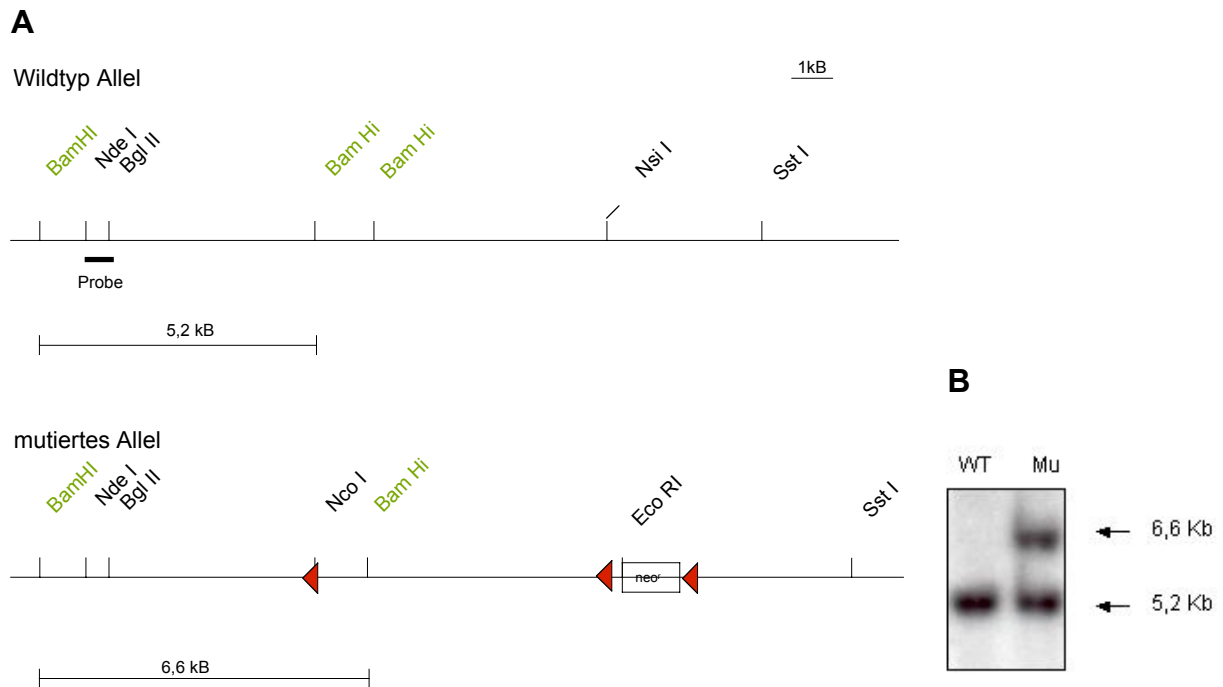 A
Wildtyp Allel
1kB
BamHI
Nde I
Bgl II
Bam Hi
Bam Hi
Nsi I
Sst I
Probe
5,2 kB
mutiertes Allel
BamHI
Nde I
Bgl II
Nco I
Bam Hi
Eco RI
Sst I
neoʳ
6,6 kB
B
WT Mu
6,6 Kb
5,2 Kb